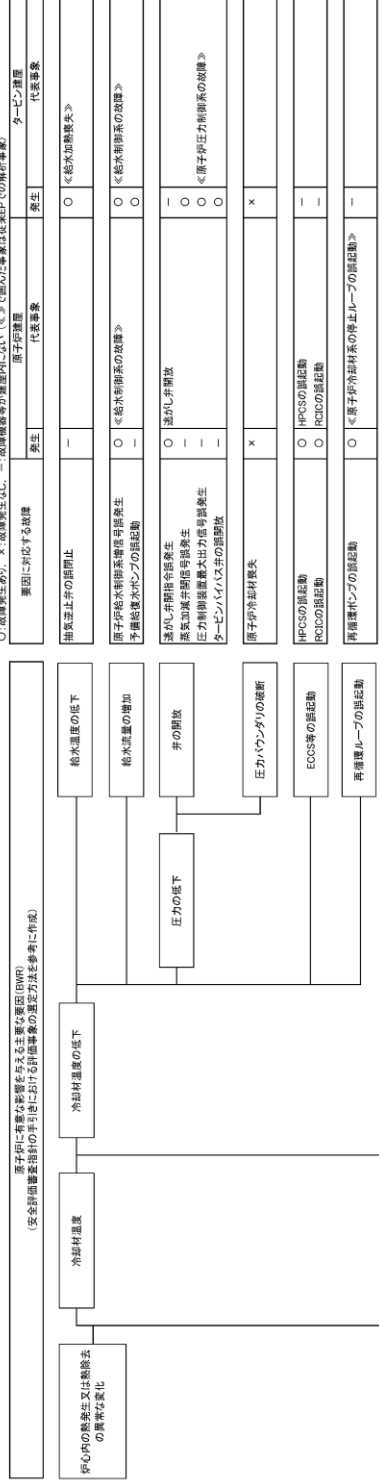 ○:故障発生あり, ×:故障発生なし, －:故障機器等が建屋内にない (≪ ≫で囲んだ事象は従来EPでの解析事象)
原子炉に有意な影響を与える主要な要因(BWR)
(安全評価審査指針の手引きにおける評価事象の選定方法を参考に作成)
要因に対応する故障
原子炉建屋
タービン建屋
発生
代表事象
発生
代表事象
炉心内の熱発生又は熱除去
の異常な変化
冷却材温度
冷却材温度の低下
給水温度の低下
抽気逆止弁の誤閉止
－
○ ≪給水加熱喪失≫
給水流量の増加
原子炉給水制御系増信号誤発生
○ ≪給水制御系の故障≫
○ ≪給水制御系の故障≫
予備給復水ポンプの誤起動
－
○
圧力の低下
弁の開放
逃がし弁開指令誤発生
○ 逃がし弁開放
－
蒸気加減弁開信号誤発生
－
○
圧力制御装置最大出力信号誤発生
－
○ ≪原子炉圧力制御系の故障≫
タービンバイパス弁の誤開放
－
○
圧力バウンダリの破断
原子炉冷却材喪失
×
×
ECCS等の誤起動
HPCSの誤起動
○ HPCSの誤起動
－
RCICの誤起動
○ RCICの誤起動
－
再循環ループの誤起動
再循環ポンプの誤起動
○ ≪原子炉冷却材系の停止ループの誤起動≫
－